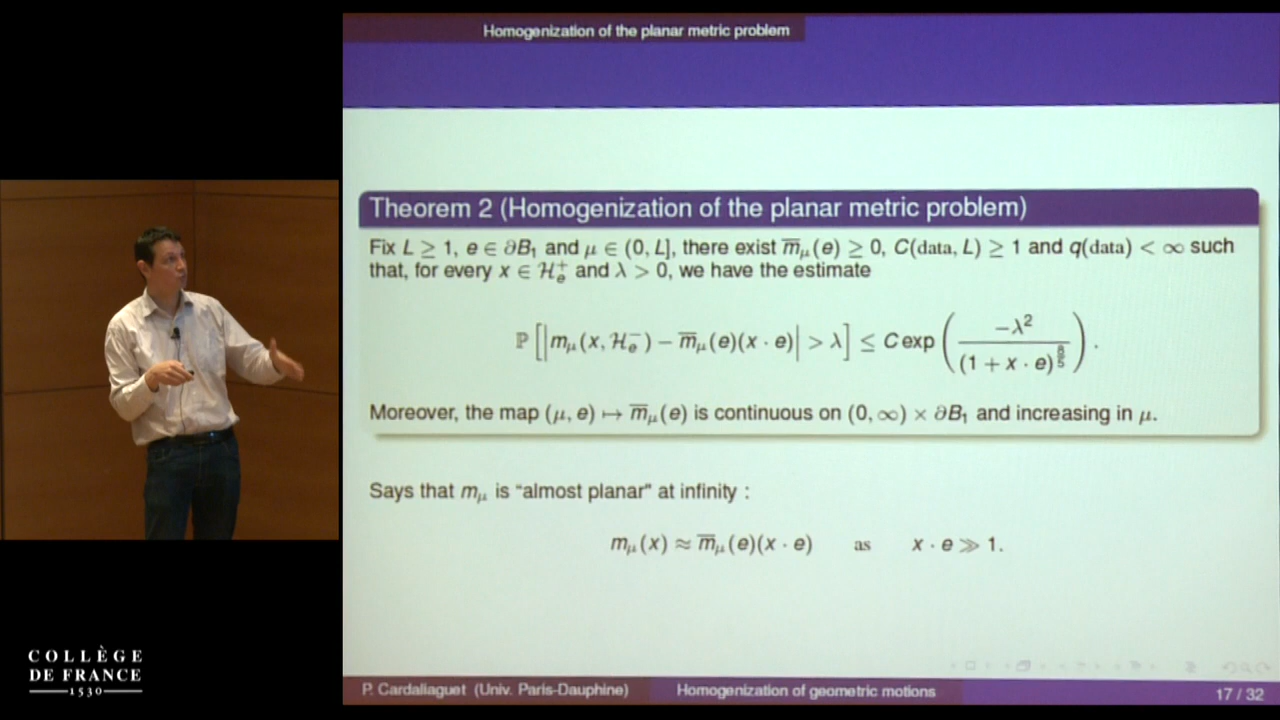 Homogenization of the planar metric problem
Theorem 2 (Homogenization of the planar metric problem)
Fix L ≥ 1, e ∈ ∂B₁ and μ ∈ (0, L], there exist m̅_μ(e) ≥ 0, C(data, L) ≥ 1 and q(data) < ∞ such
that, for every x ∈ ℋₑ⁺ and λ > 0, we have the estimate
ℙ[|m_μ(x, ℋₑ⁻) − m̅_μ(e)(x · e)| > λ] ≤ C exp(−λ² / (1 + x · e)^{8/5}).
Moreover, the map (μ, e) ↦ m̅_μ(e) is continuous on (0, ∞) × ∂B₁ and increasing in μ.
Says that m_μ is "almost planar" at infinity :
m_μ(x) ≈ m̅_μ(e)(x · e) as x · e ≫ 1.
COLLÈGE
DE FRANCE
1530
P. Cardaliaguet (Univ. Paris-Dauphine)
Homogenization of geometric motions
17 / 32